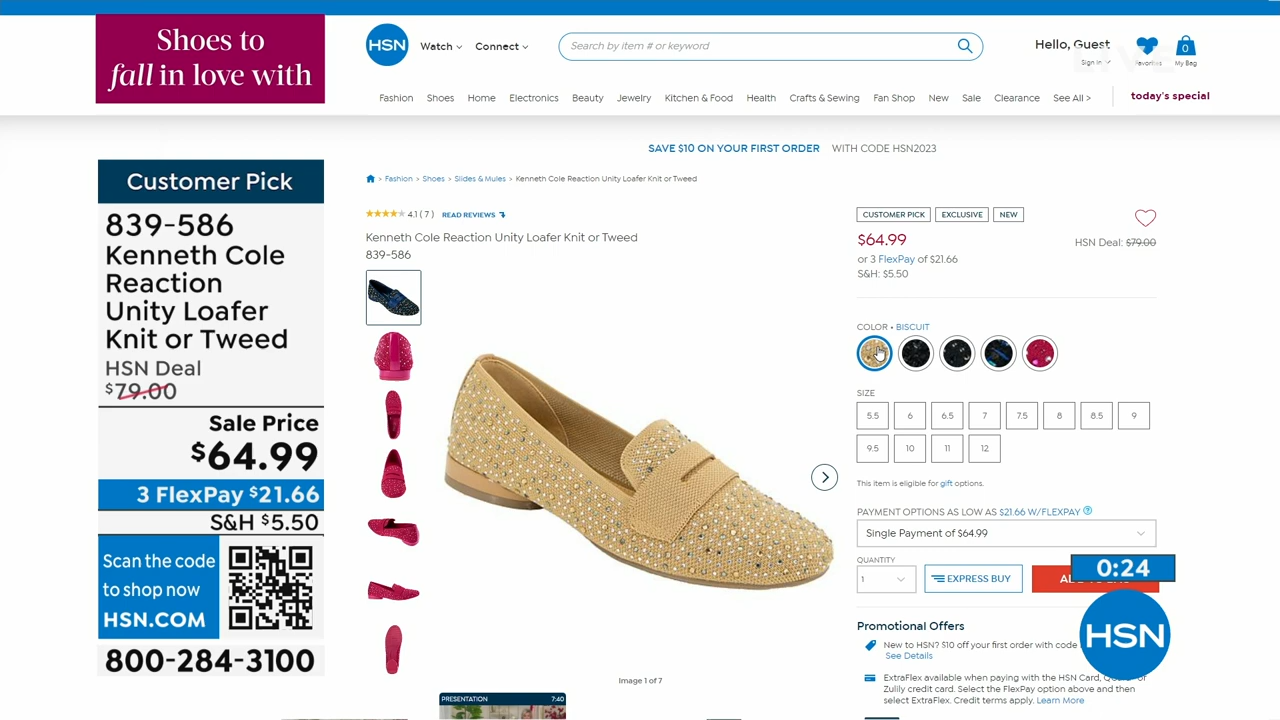 Shoes to
fall in love with
HSN
Watch
Connect
Search by item # or keyword
Hello, Guest
Sign In
Favorites
0
My Bag
Fashion Shoes Home Electronics Beauty Jewelry Kitchen & Food Health Crafts & Sewing Fan Shop New Sale Clearance See All >
today's special
SAVE $10 ON YOUR FIRST ORDER WITH CODE HSN2023
> Fashion > Shoes > Slides & Mules > Kenneth Cole Reaction Unity Loafer Knit or Tweed
Customer Pick
839-586
Kenneth Cole
Reaction
Unity Loafer
Knit or Tweed
HSN Deal
$79.00
Sale Price
$64.99
3 FlexPay $21.66
S&H $5.50
Scan the code
to shop now
HSN.COM
800-284-3100
4.1 ( 7 ) READ REVIEWS
Kenneth Cole Reaction Unity Loafer Knit or Tweed
839-586
Image 1 of 7
PRESENTATION 7:40
CUSTOMER PICK EXCLUSIVE NEW
$64.99
HSN Deal: $79.00
or 3 FlexPay of $21.66
S&H: $5.50
COLOR • BISCUIT
SIZE
5.5 6 6.5 7 7.5 8 8.5 9
9.5 10 11 12
This item is eligible for gift options.
PAYMENT OPTIONS AS LOW AS $21.66 W/FLEXPAY
Single Payment of $64.99
QUANTITY
1
EXPRESS BUY
0:24
Promotional Offers
New to HSN? $10 off your first order with code
See Details
HSN
ExtraFlex available when paying with the HSN Card, or
Zulily credit card. Select the FlexPay option above and then
select ExtraFlex. Credit terms apply. Learn More